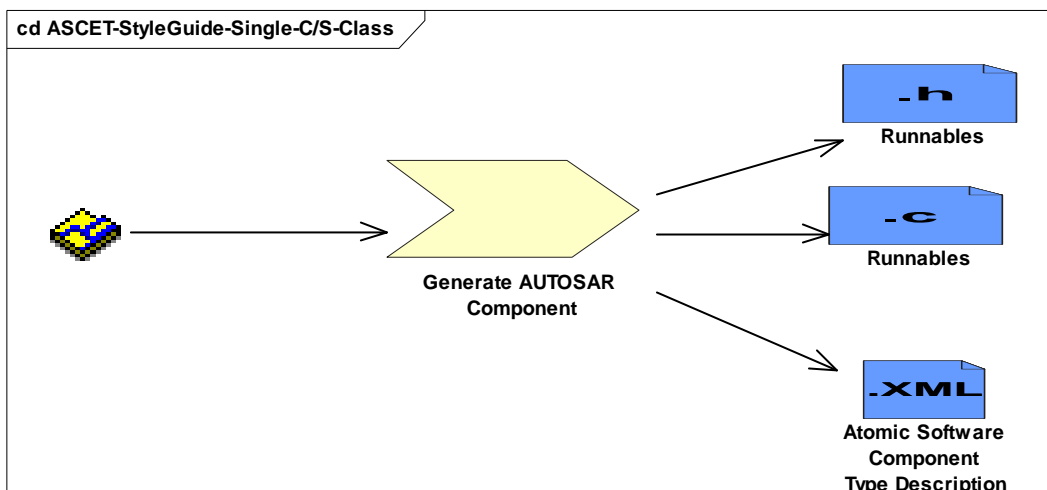 cd ASCET-StyleGuide-Single-C/S-Class
.h
Runnables
.c
Runnables
Generate AUTOSAR
Component
.XML
Atomic Software
Component
Type Description